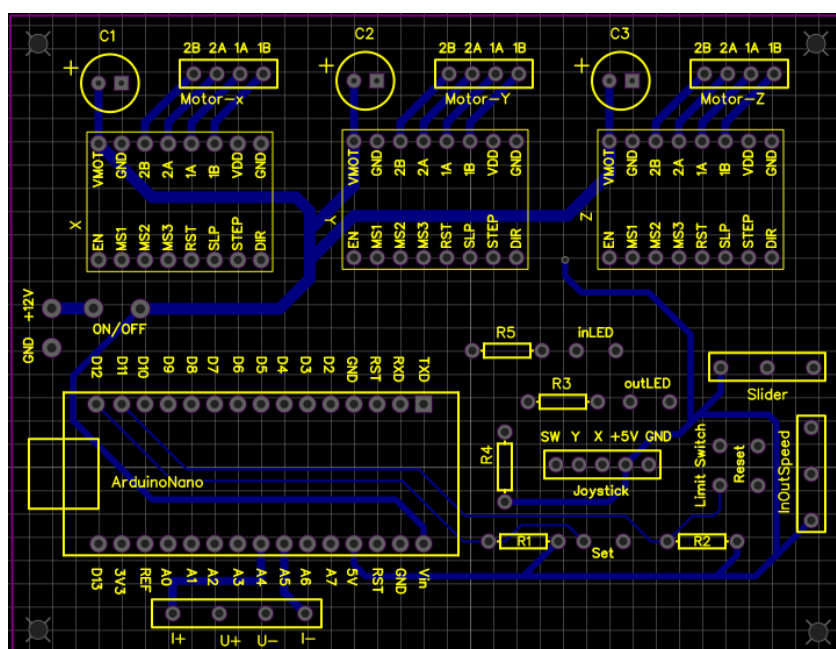 C1 C2 C3
2B 2A 1A 1B 2B 2A 1A 1B 2B 2A 1A 1B
+ + +
Motor-x Motor-Y Motor-Z
VMOT GND 2B 2A 1A 1B VDD GND VMOT GND 2B 2A 1A 1B VDD GND VMOT GND 2B 2A 1A 1B VDD GND
X Y Z
EN MS1 MS2 MS3 RST SLP STEP DIR EN MS1 MS2 MS3 RST SLP STEP DIR EN MS1 MS2 MS3 RST SLP STEP DIR
+12V
ON/OFF
GND
R5 inLED
D12 D11 D10 D9 D8 D7 D6 D5 D4 D3 D2 GND RST RXD TXD
R3 outLED
Slider
SW Y X +5V GND
R4
Limit Switch
Reset
InOutSpeed
ArduinoNano
Joystick
R1 Set R2
D13 3V3 REF A0 A1 A2 A3 A4 A5 A6 A7 5V RST GND Vin
I+ U+ U- I-